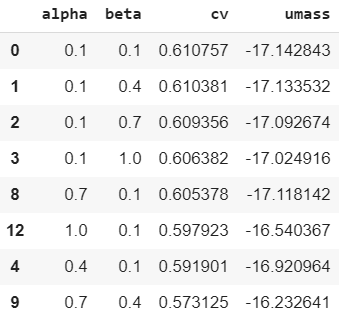 alpha beta cv umass
0 0.1 0.1 0.610757 -17.142843
1 0.1 0.4 0.610381 -17.133532
2 0.1 0.7 0.609356 -17.092674
3 0.1 1.0 0.606382 -17.024916
8 0.7 0.1 0.605378 -17.118142
12 1.0 0.1 0.597923 -16.540367
4 0.4 0.1 0.591901 -16.920964
9 0.7 0.4 0.573125 -16.232641